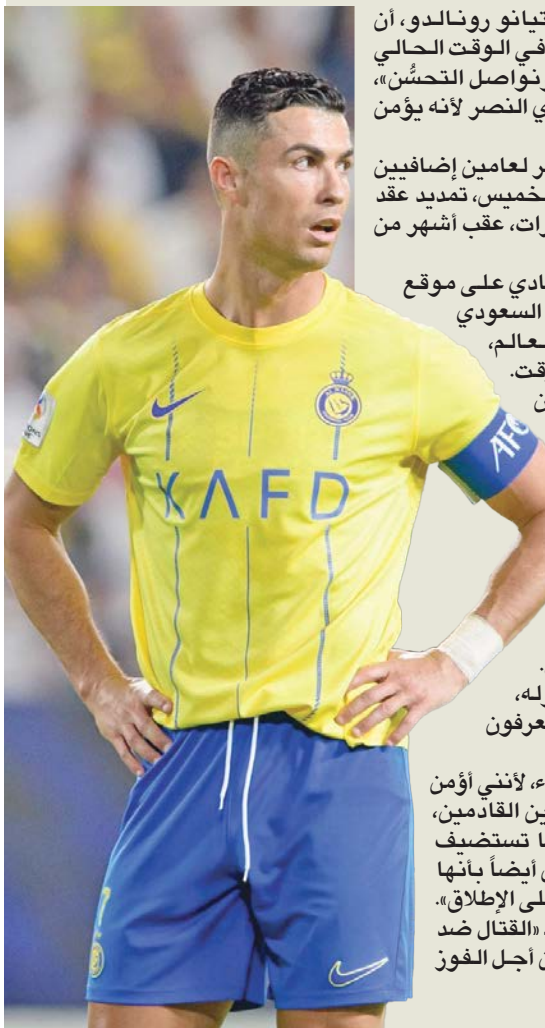 تيانو رونالدو، أن
في الوقت الحالي
نواصل التحسُّن»،
ي النصر لأنه يؤمن
ر لعامين إضافيين
خميس، تمديد عقد
رات، عقب أشهر من
ادي على موقع
السعودي
عالم،
قت.
ن
AFC
KAFD
وله،
عرفون
ء، لأنني أؤمن
ين القادمين،
ا تستضيف
ن أيضاً بأنها
لى الإطلاق».
«القتال ضد
ن أجل الفوز